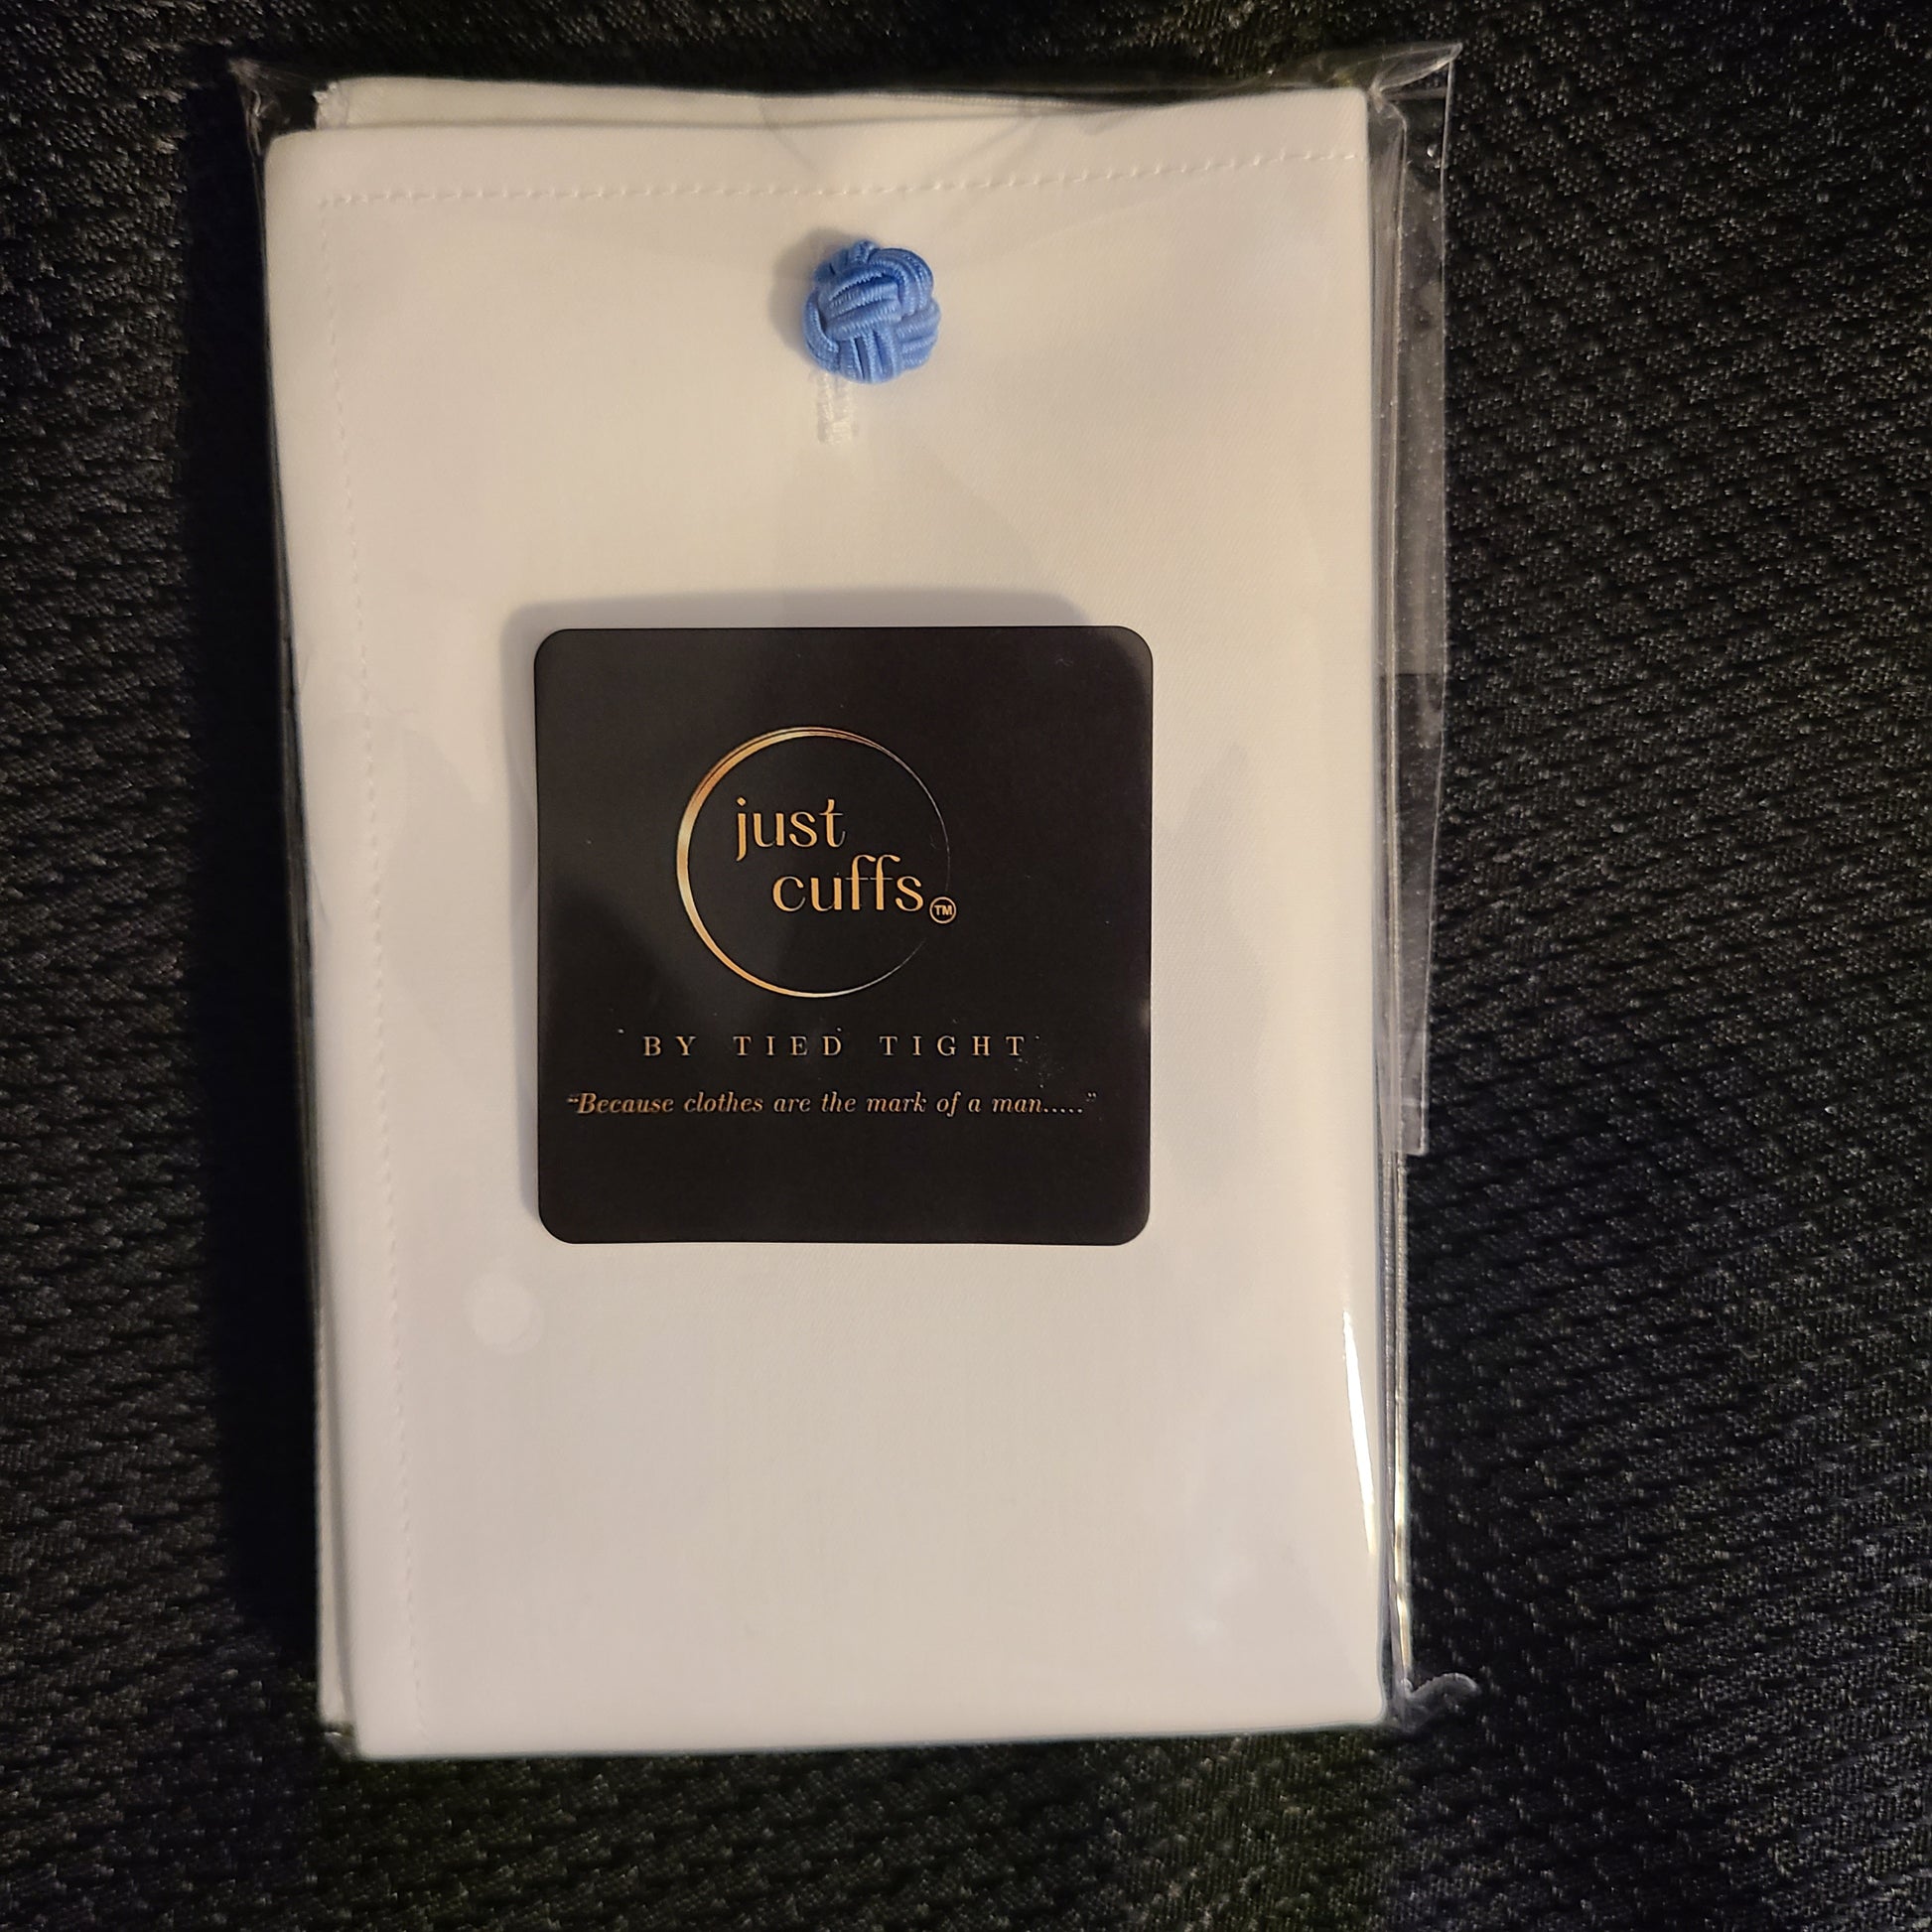 just
cuffs™
BY TIED TIGHT
"Because clothes are the mark of a man....."